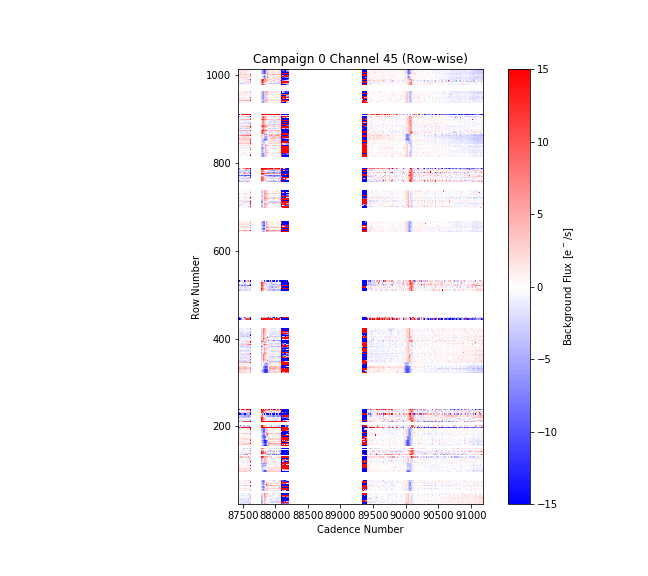 Campaign 0 Channel 45 (Row-wise)
1000
800
600
400
200
Row Number
87500 88000 88500 89000 89500 90000 90500 91000
Cadence Number
15
10
5
0
−5
−10
−15
Background Flux [e⁻/s]